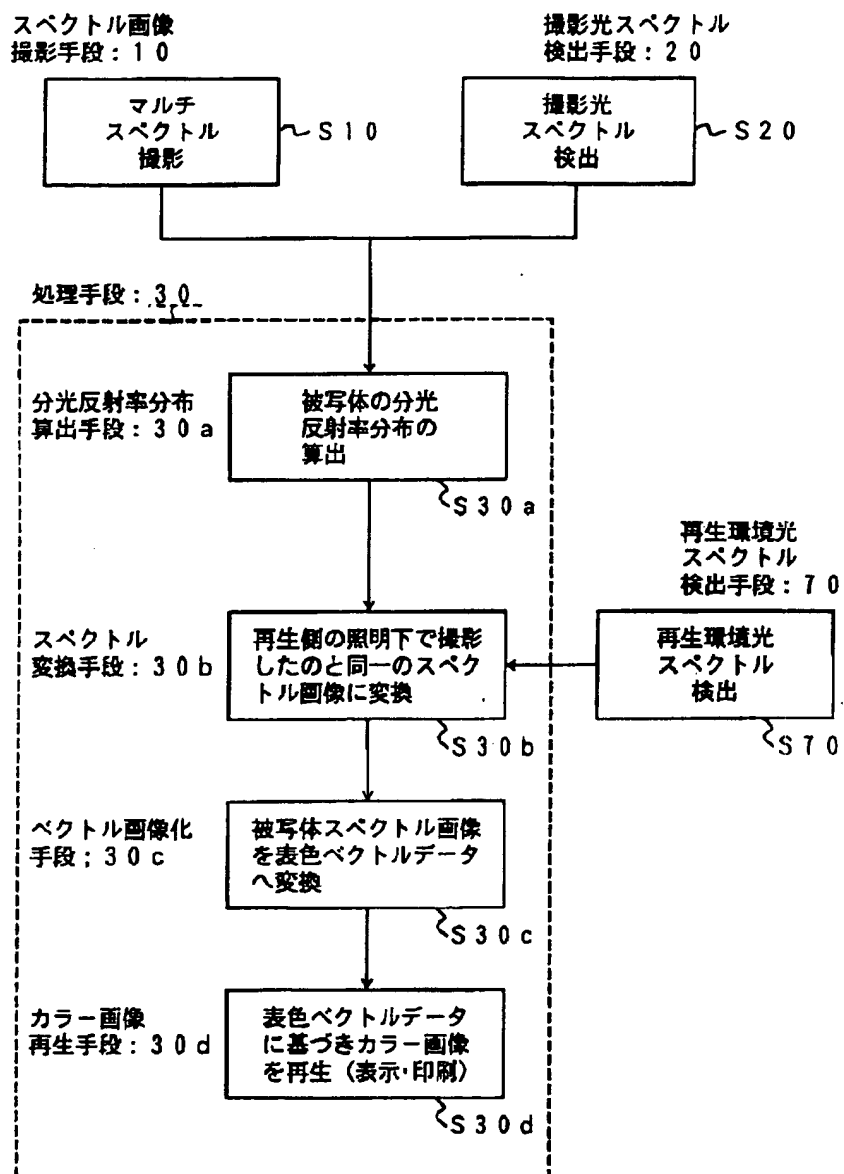 スペクトル画像
撮影手段：１０
撮影光スペクトル
検出手段：２０
マルチ
スペクトル
撮影
S１０
撮影光
スペクトル
検出
S２０
処理手段：３０
分光反射率分布
算出手段：３０a
被写体の分光
反射率分布の
算出
S３０a
再生環境光
スペクトル
検出手段：７０
スペクトル
変換手段：３０b
再生側の照明下で撮影
したのと同一のスペク
トル画像に変換
S３０b
再生環境光
スペクトル
検出
S７０
ベクトル画像化
手段；３０c
被写体スペクトル画像
を表色ベクトルデータ
へ変換
S３０c
カラー画像
再生手段：３０d
表色ベクトルデータ
に基づきカラー画像
を再生（表示･印刷）
S３０d